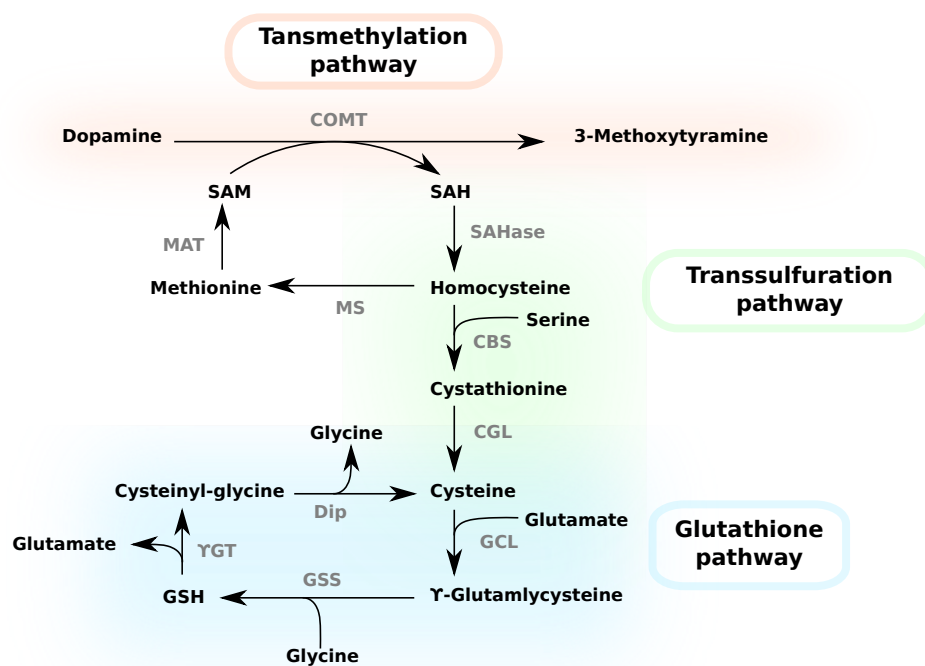 Tansmethylation
pathway
COMT
Dopamine
3-Methoxytyramine
SAM
SAH
SAHase
MAT
Transsulfuration
pathway
Methionine
Homocysteine
MS
Serine
CBS
Cystathionine
Glycine
CGL
Cysteinyl-glycine
Cysteine
Dip
Glutamate
Glutathione
pathway
Glutamate
ϒGT
GCL
GSS
GSH
ϒ-Glutamlycysteine
Glycine